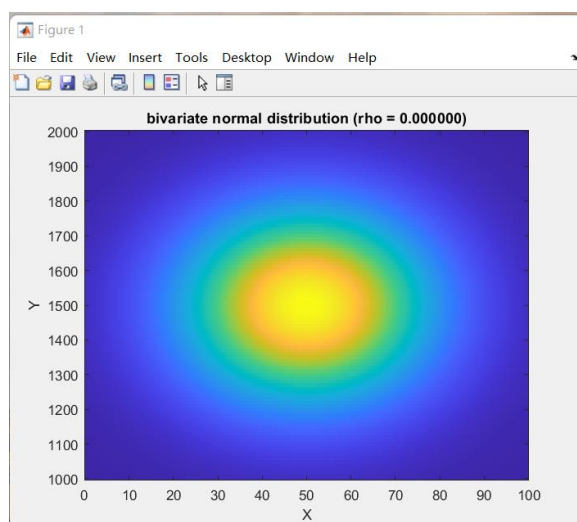 Figure 1
File Edit View Insert Tools Desktop Window Help
bivariate normal distribution (rho = 0.000000)
2000
1900
1800
1700
1600
1500
1400
1300
1200
1100
1000
Y
0 10 20 30 40 50 60 70 80 90 100
X